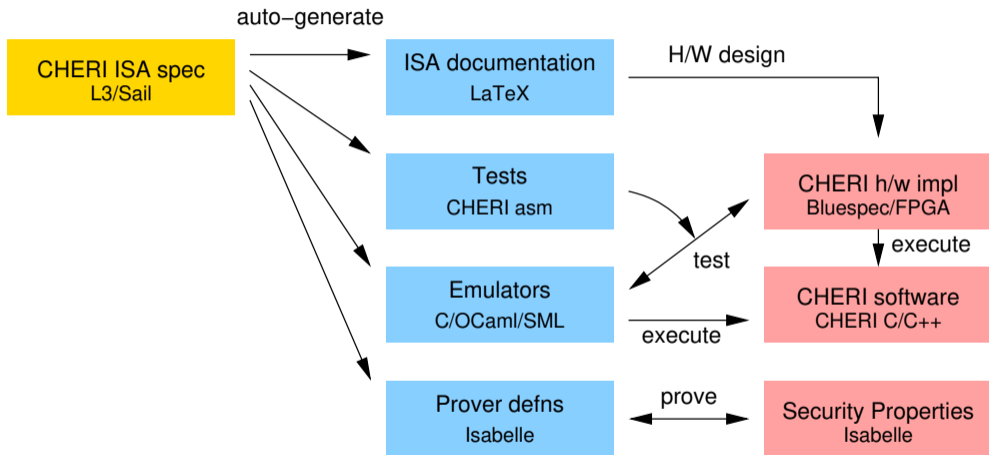 auto−generate
CHERI ISA spec
L3/Sail
ISA documentation
LaTeX
H/W design
Tests
CHERI asm
CHERI h/w impl
Bluespec/FPGA
test
execute
Emulators
C/OCaml/SML
execute
CHERI software
CHERI C/C++
Prover defns
Isabelle
prove
Security Properties
Isabelle